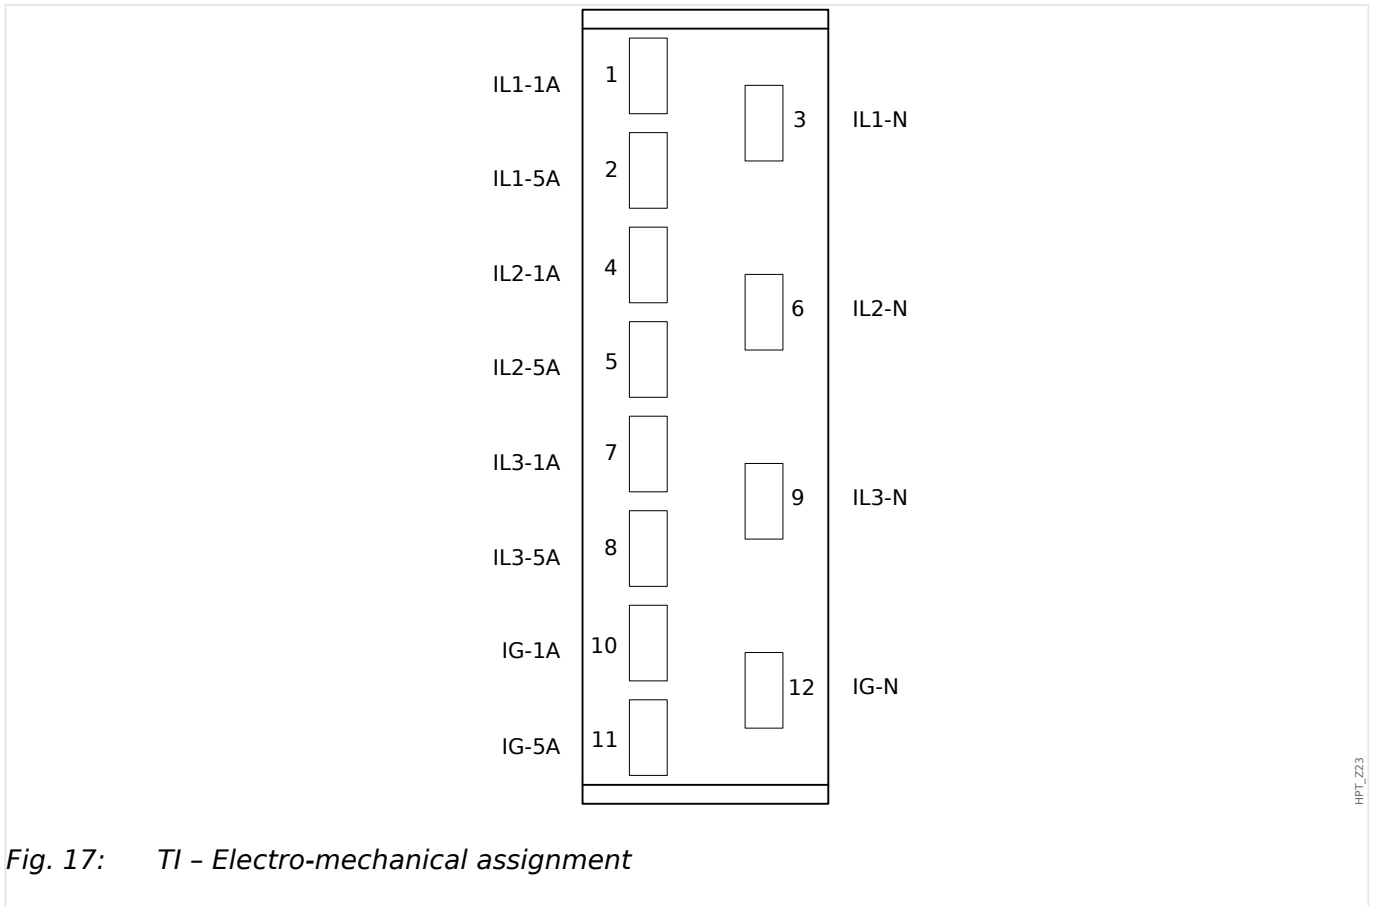 IL1-1A 1
3 IL1-N
IL1-5A 2
IL2-1A 4
6 IL2-N
IL2-5A 5
IL3-1A 7
9 IL3-N
IL3-5A 8
IG-1A 10
12 IG-N
IG-5A 11
HPT_Z23
Fig. 17: TI – Electro-mechanical assignment